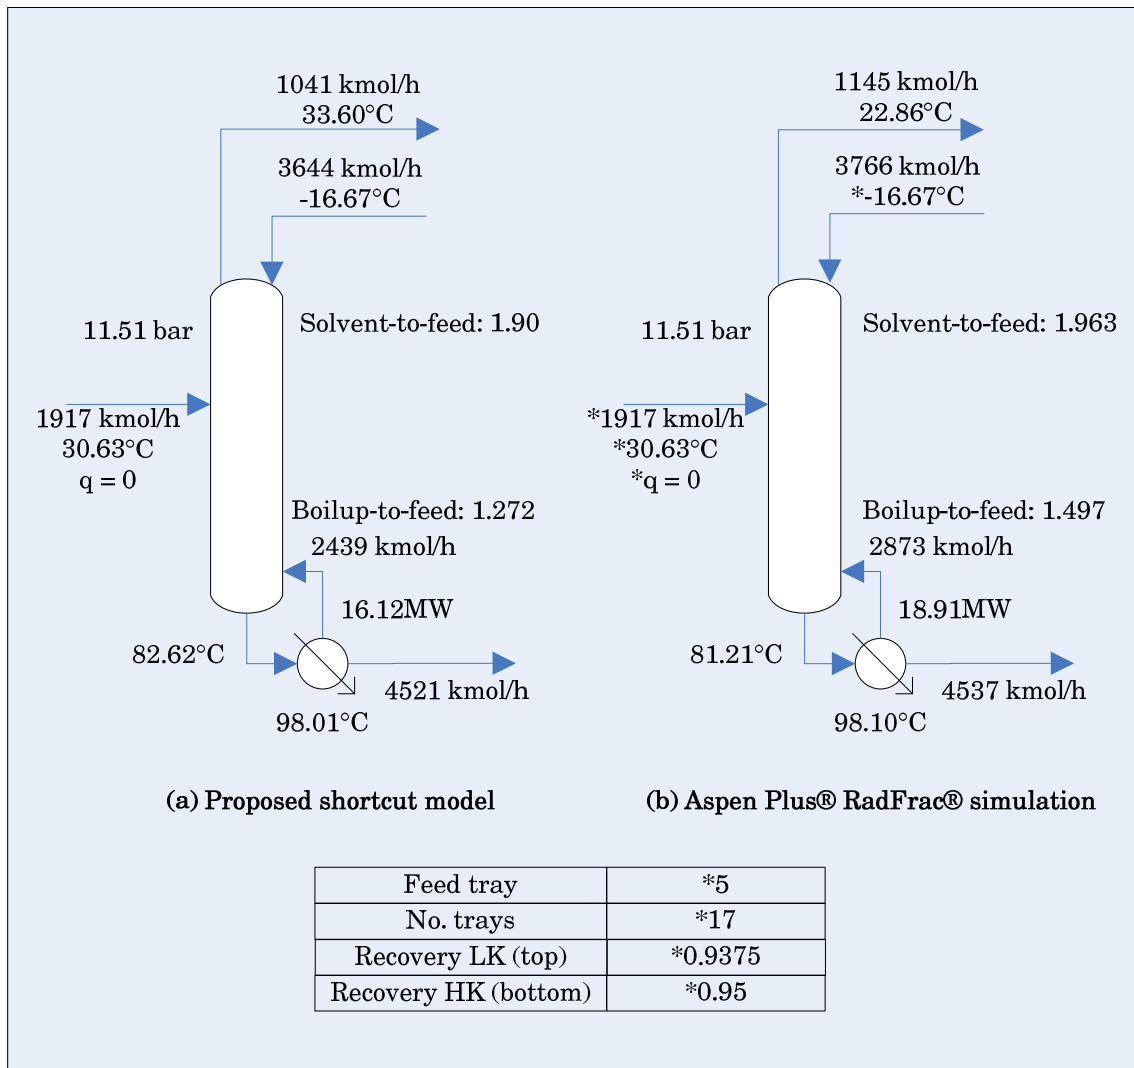 1041 kmol/h
33.60°C
3644 kmol/h
-16.67°C
11.51 bar
Solvent-to-feed: 1.90
1917 kmol/h
30.63°C
q = 0
Boilup-to-feed: 1.272
2439 kmol/h
16.12MW
82.62°C
4521 kmol/h
98.01°C
(a) Proposed shortcut model
1145 kmol/h
22.86°C
3766 kmol/h
*-16.67°C
11.51 bar
Solvent-to-feed: 1.963
*1917 kmol/h
*30.63°C
*q = 0
Boilup-to-feed: 1.497
2873 kmol/h
18.91MW
81.21°C
4537 kmol/h
98.10°C
(b) Aspen Plus® RadFrac® simulation
Feed tray *5
No. trays *17
Recovery LK (top) *0.9375
Recovery HK (bottom) *0.95